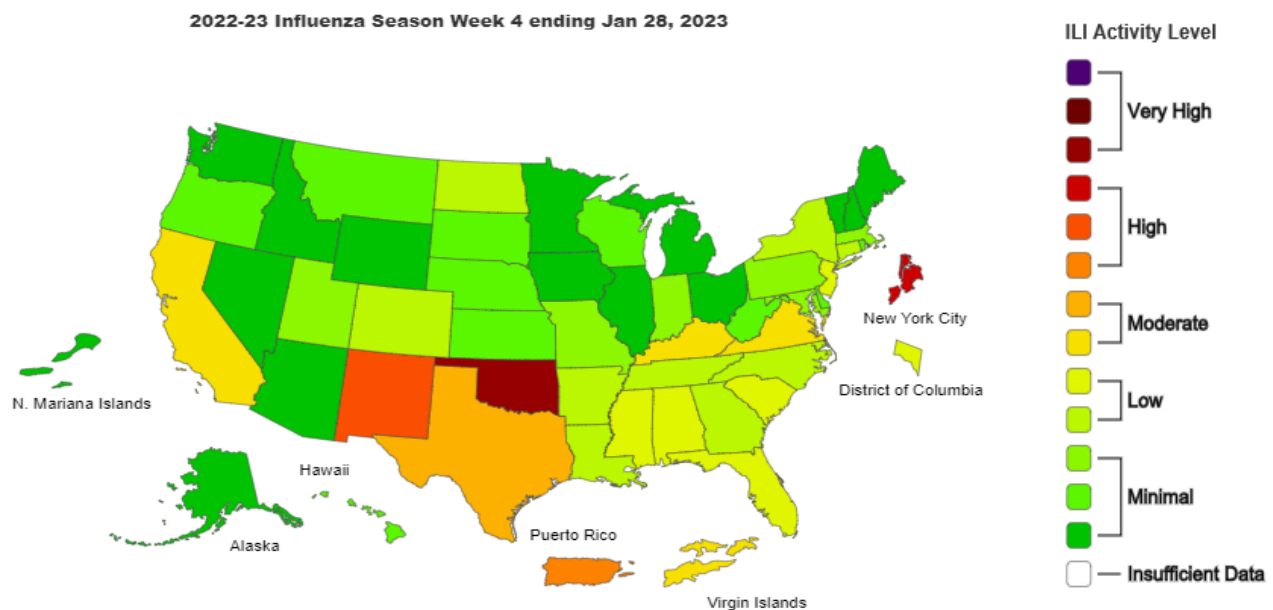 2022-23 Influenza Season Week 4 ending Jan 28, 2023
ILI Activity Level
Very High
High
Moderate
Low
Minimal
Insufficient Data
New York City
District of Columbia
N. Mariana Islands
Hawaii
Alaska
Puerto Rico
Virgin Islands